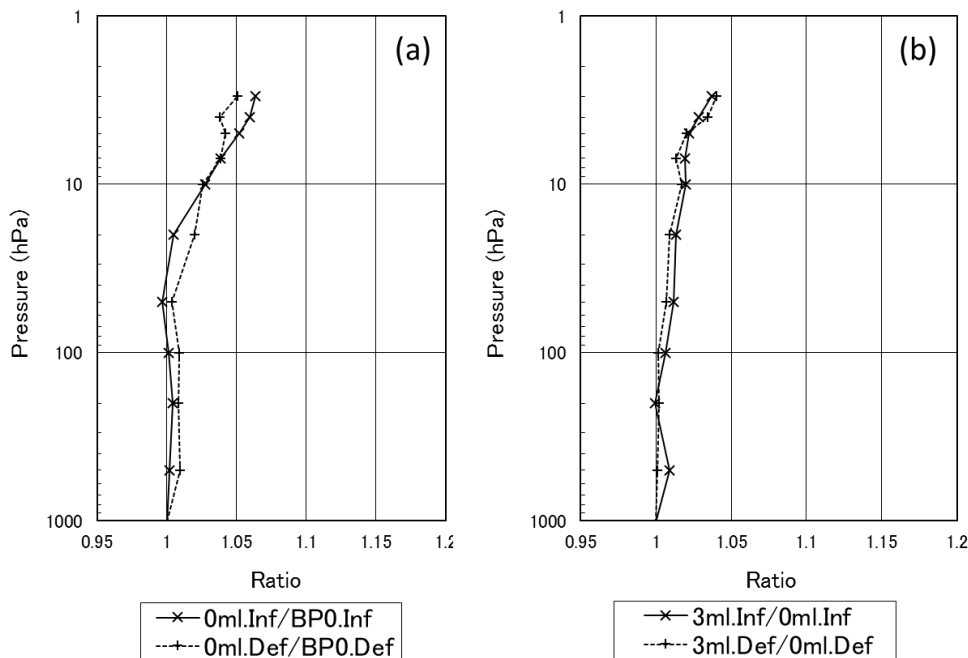 (a)
1
10
100
1000
Pressure (hPa)
0.95 1 1.05 1.1 1.15 1.2
Ratio
0ml.Inf/BP0.Inf
0ml.Def/BP0.Def
(b)
1
10
100
1000
Pressure (hPa)
0.95 1 1.05 1.1 1.15 1.2
Ratio
3ml.Inf/0ml.Inf
3ml.Def/0ml.Def